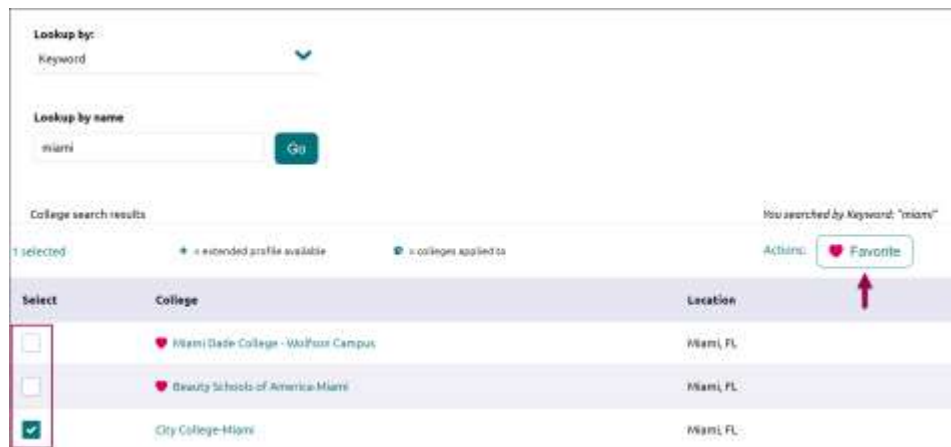 Lookup by:
Keyword
Lookup by name
miami
Go
College search results
You searched by Keyword: "miami"
1 selected
= extended profile available
= colleges applied to
Actions:
Favorite
Select
College
Location
Miami Dade College - Wolfson Campus
Miami, FL
Beauty Schools of America-Miami
Miami, FL
City College-Miami
Miami, FL